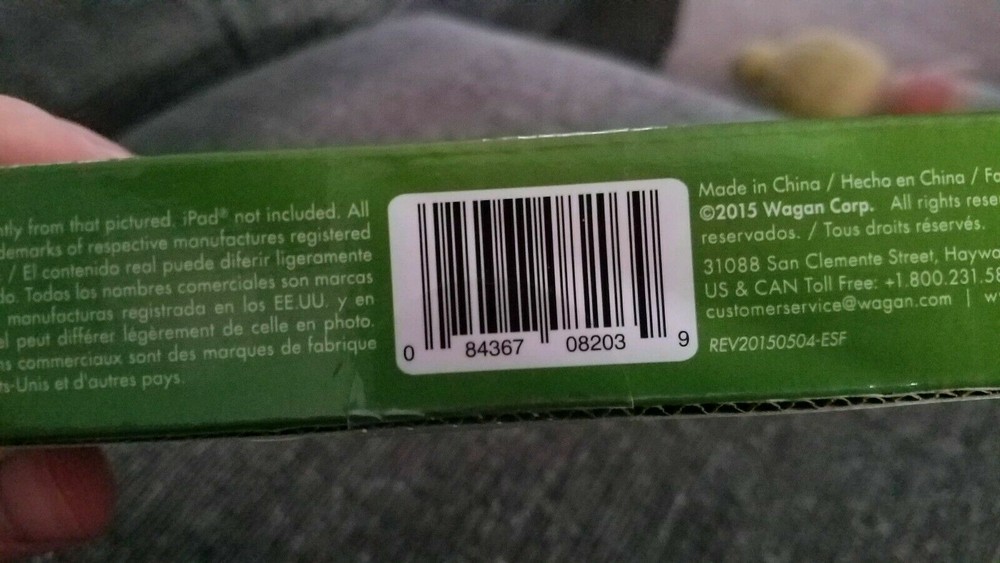 ntly from that pictured. iPad® not included. All
demarks of respective manufactures registered
/ El contenido real puede diferir ligeramente
do. Todos los nombres comerciales son marcas
manufacturas registrada en los EE.UU. y en
el peut différer légèrement de celle en photo.
ns commerciaux sont des marques de fabrique
ts-Unis et d'autres pays.
0 84367 08203 9
Made in China / Hecho en China / Fa
©2015 Wagan Corp. All rights rese
reservados. / Tous droits réservés.
31088 San Clemente Street, Haywa
US & CAN Toll Free: +1.800.231.58
customerservice@wagan.com | w
REV20150504-ESF